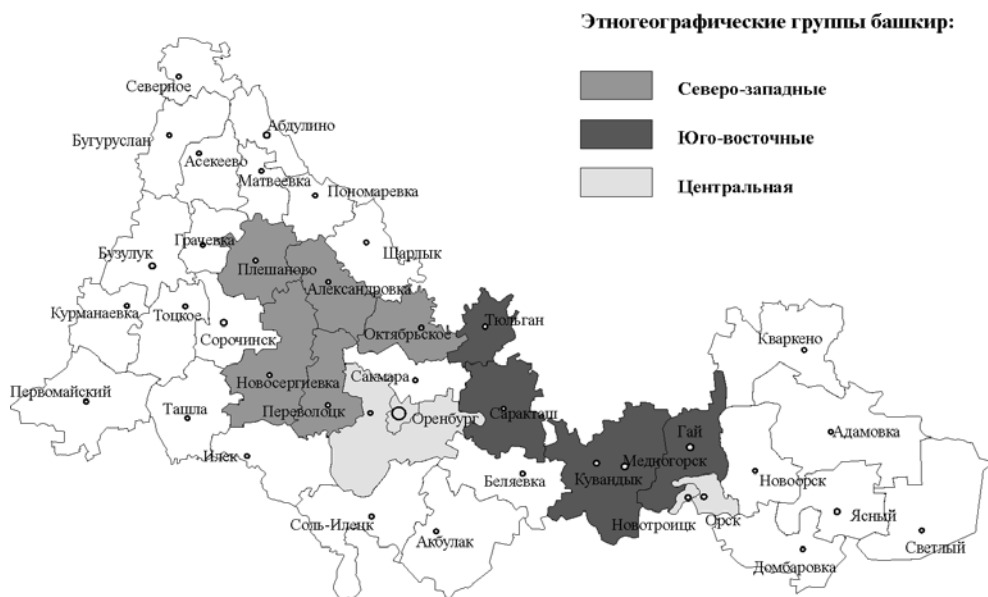 Этногеографические группы башкир:
Северо-западные
Юго-восточные
Центральная
Северное
Бугуруслан
Абдулино
Асекеево
Матвеевка
Пономаревка
Грачевка
Бузулук
Плешаново
Шардык
Александровка
Курманаевка
Тоцкое
Сорочинск
Октябрьское
Тюльган
Кваркено
Первомайский
Новосергиевка
Сакмара
Ташла
Переволоцк
Оренбург
Саракташ
Гай
Адамовка
Илек
Беляевка
Кувандык
Медногорск
Новоорск
Соль-Илецк
Акбулак
Новотроицк
Орск
Ясный
Светлый
Домбаровка